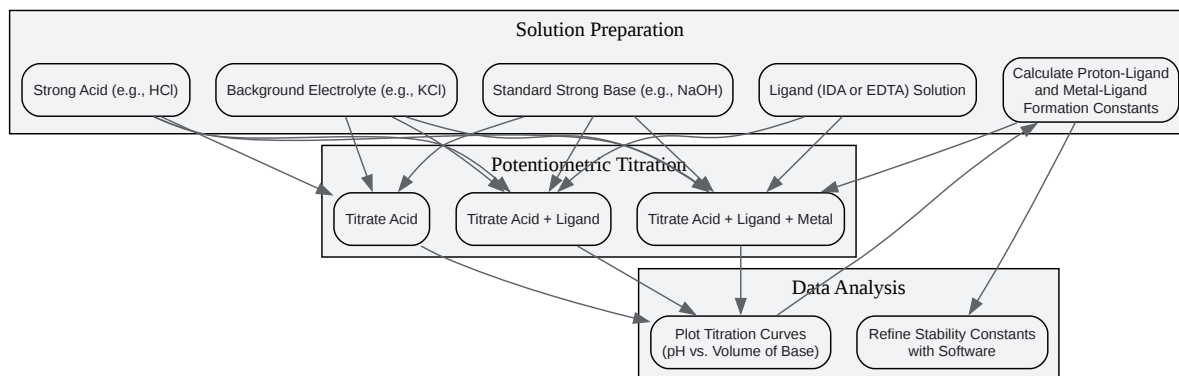 Solution Preparation
Strong Acid (e.g., HCl)
Background Electrolyte (e.g., KCl)
Standard Strong Base (e.g., NaOH)
Ligand (IDA or EDTA) Solution
Calculate Proton-Ligand
and Metal-Ligand
Formation Constants
Potentiometric Titration
Titrate Acid
Titrate Acid + Ligand
Titrate Acid + Ligand + Metal
Data Analysis
Plot Titration Curves
(pH vs. Volume of Base)
Refine Stability Constants
with Software